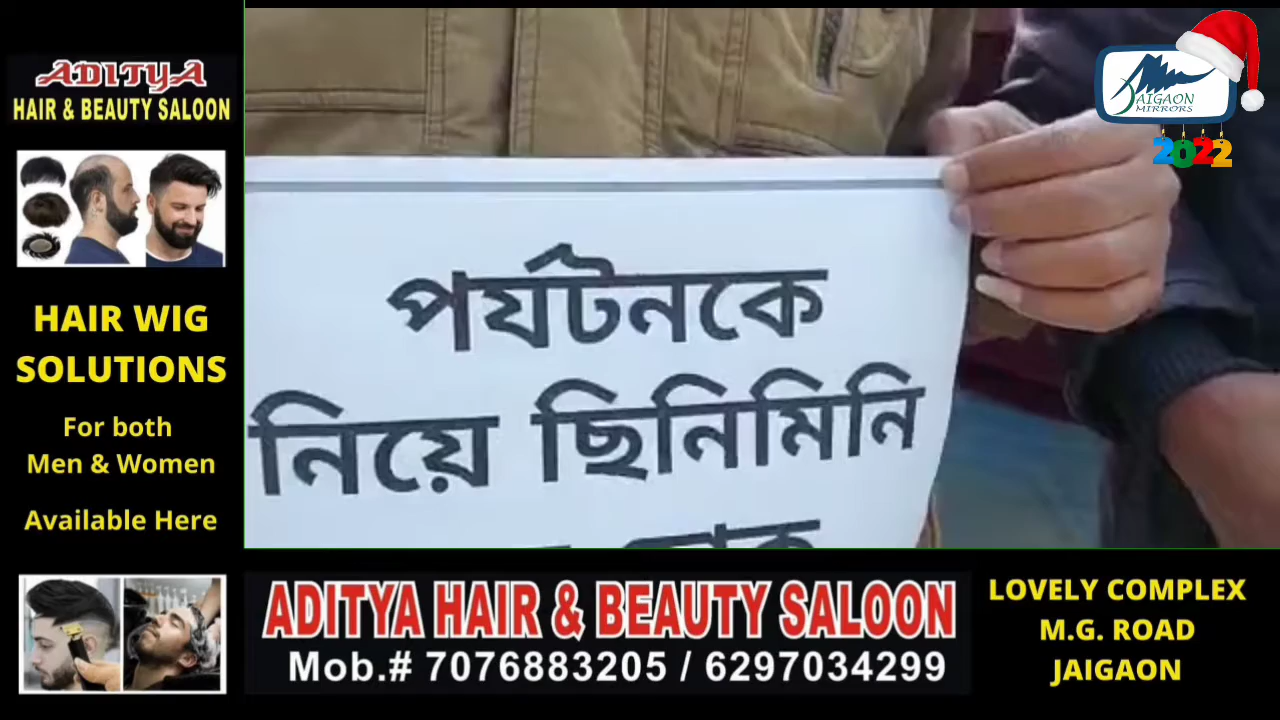 ADITYA
HAIR & BEAUTY SALOON
HAIR WIG
SOLUTIONS
For both
Men & Women
Available Here
পর্যটনকে
নিয়ে ছিনিমিনি
JAIGAON
MIRRORS
2022
ADITYA HAIR & BEAUTY SALOON
Mob.# 7076883205 / 6297034299
LOVELY COMPLEX
M.G. ROAD
JAIGAON